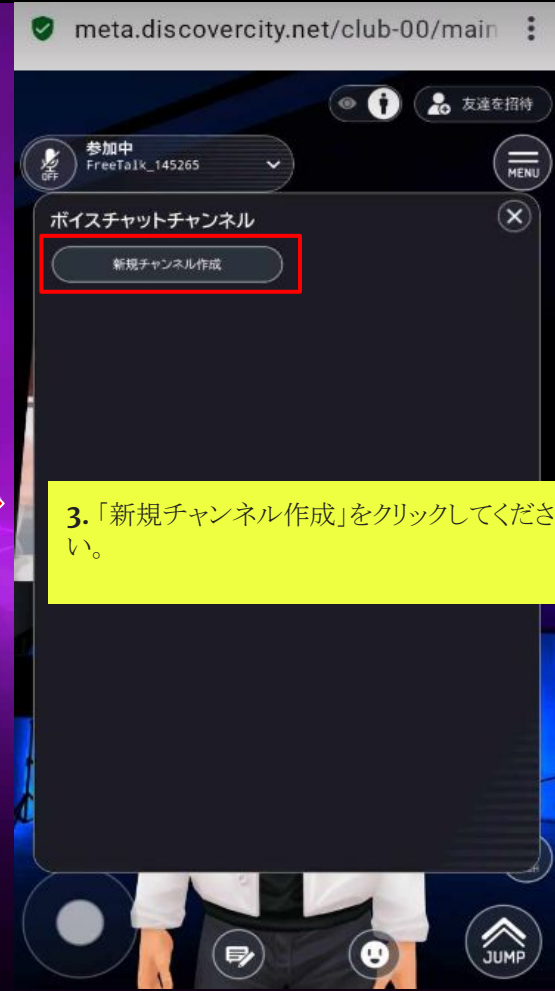 meta.discovercity.net/club-00/main
友達を招待
参加中
FreeTalk_145265
OFF
MENU
ボイスチャットチャンネル
新規チャンネル作成
3.「新規チャンネル作成」をクリックしてくださ
い。
JUMP